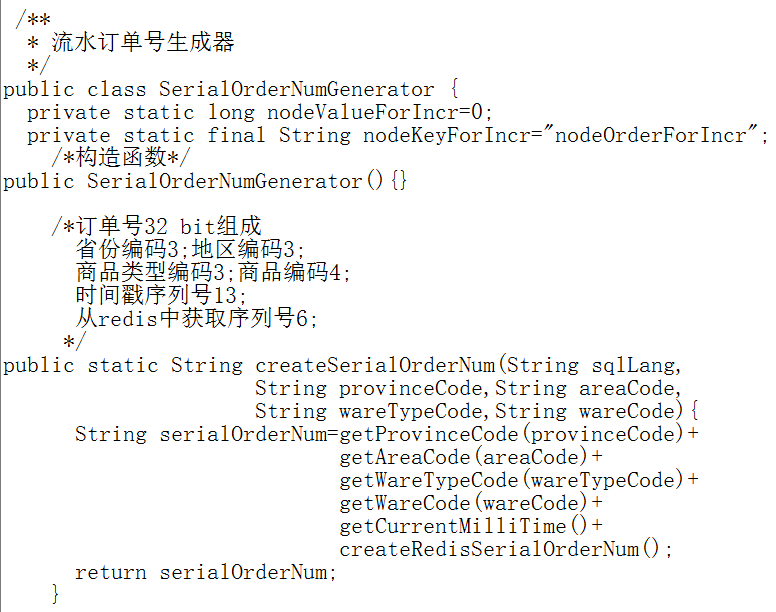 /**
 * 流水订单号生成器
 */
public class SerialOrderNumGenerator {
  private static long nodeValueForIncr=0;
  private static final String nodeKeyForIncr="nodeOrderForIncr";
    /*构造函数*/
public SerialOrderNumGenerator(){}
    /*订单号32 bit组成
      省份编码3;地区编码3;
      商品类型编码3;商品编码4;
      时间戳序列号13;
      从redis中获取序列号6;
     */
public static String createSerialOrderNum(String sqlLang,
                     String provinceCode,String areaCode,
                     String wareTypeCode,String wareCode){
      String serialOrderNum=getProvinceCode(provinceCode)+
                            getAreaCode(areaCode)+
                            getWareTypeCode(wareTypeCode)+
                            getWareCode(wareCode)+
                            getCurrentMilliTime()+
                            createRedisSerialOrderNum();
      return serialOrderNum;
    }